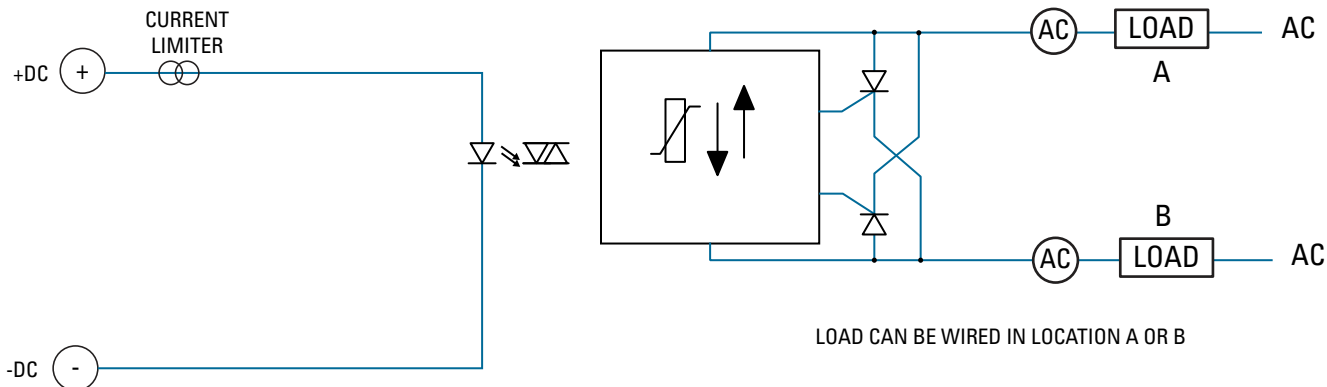 CURRENT
LIMITER
+DC
+
AC
LOAD
AC
A
B
AC
LOAD
AC
LOAD CAN BE WIRED IN LOCATION A OR B
-DC
-